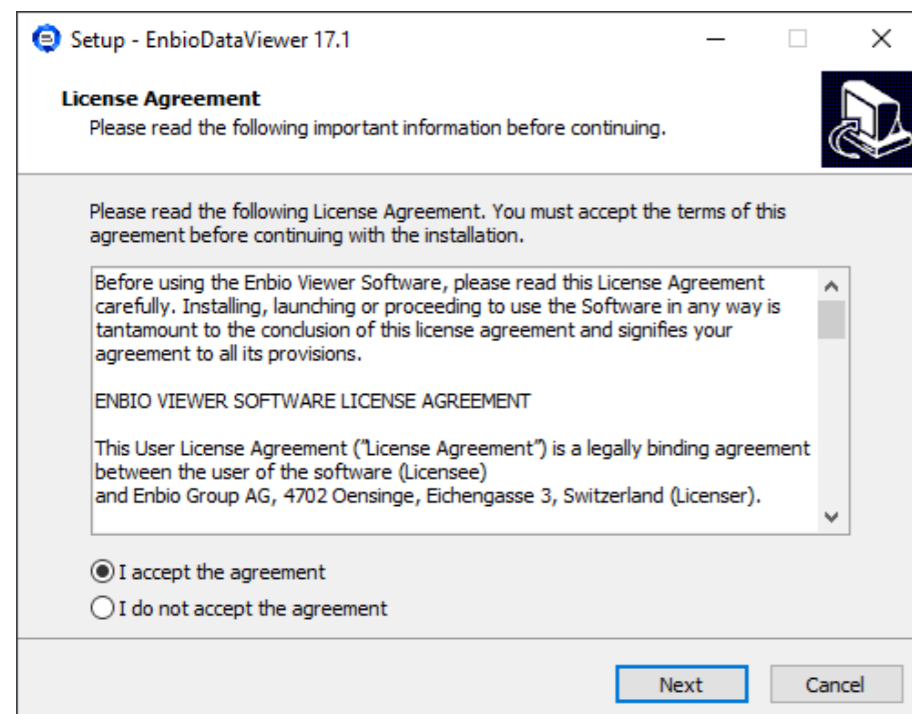 Setup - EnbioDataViewer 17.1
License Agreement
Please read the following important information before continuing.
Please read the following License Agreement. You must accept the terms of this
agreement before continuing with the installation.
Before using the Enbio Viewer Software, please read this License Agreement
carefully. Installing, launching or proceeding to use the Software in any way is
tantamount to the conclusion of this license agreement and signifies your
agreement to all its provisions.
ENBIO VIEWER SOFTWARE LICENSE AGREEMENT
This User License Agreement (“License Agreement”) is a legally binding agreement
between the user of the software (Licensee)
and Enbio Group AG, 4702 Oensinge, Eichengasse 3, Switzerland (Licenser).
I accept the agreement
I do not accept the agreement
Next
Cancel